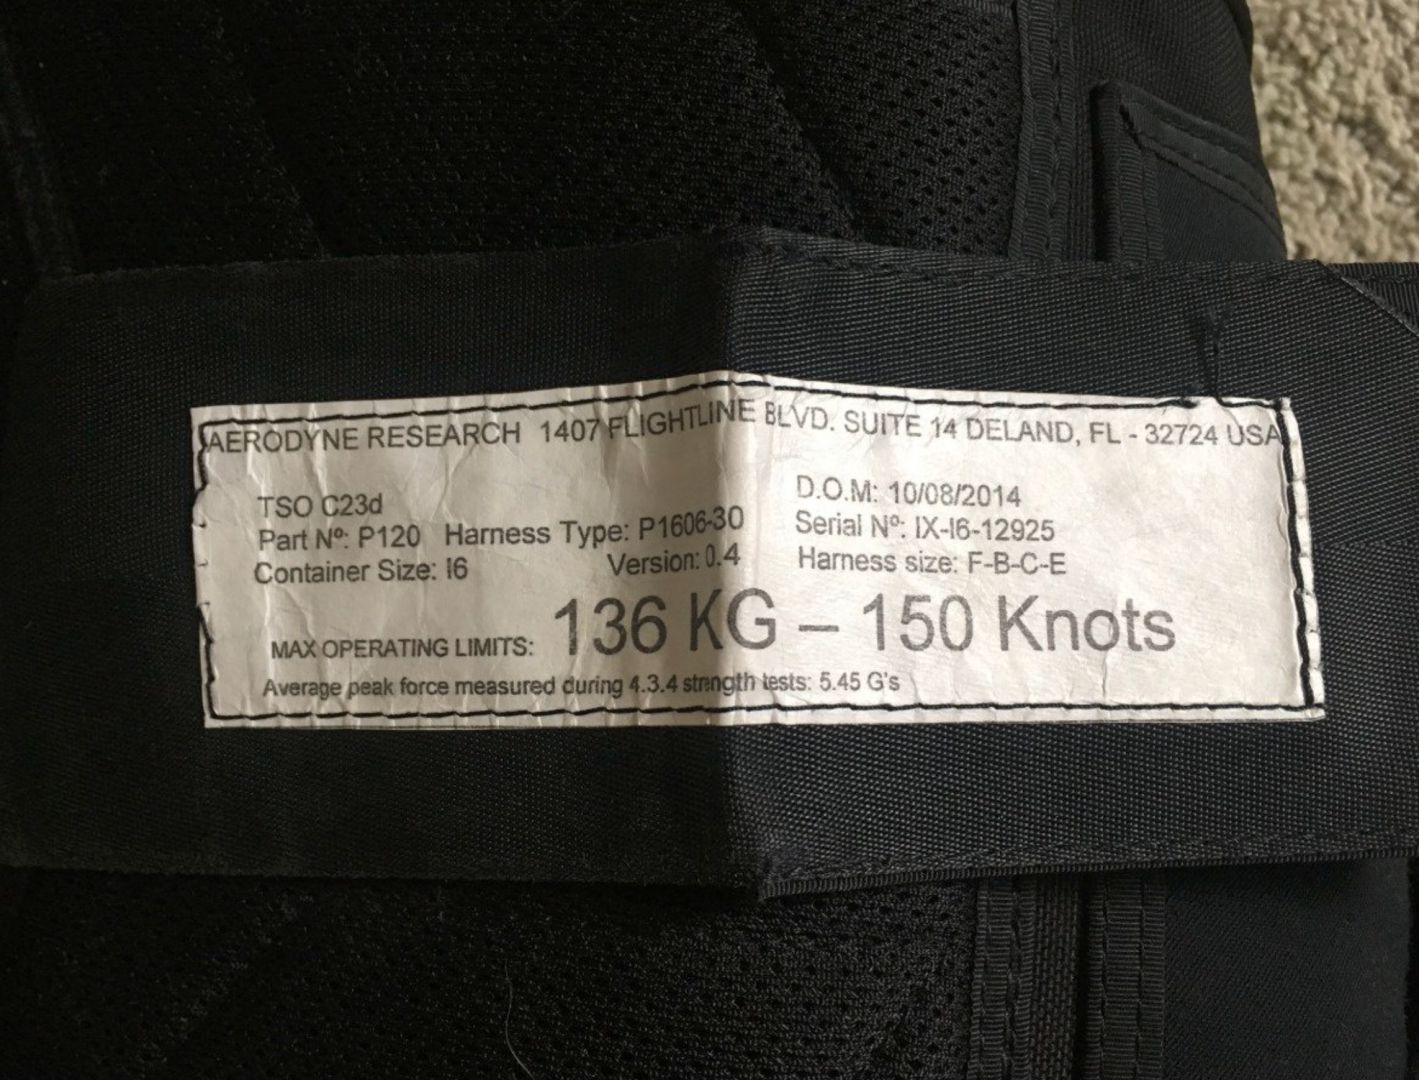 AERODYNE RESEARCH 1407 FLIGHTLINE BLVD. SUITE 14 DELAND, FL - 32724 USA
TSO C23d D.O.M: 10/08/2014
Part Nº: P120 Harness Type: P1606-30 Serial Nº: IX-I6-12925
Container Size: I6 Version: 0.4 Harness size: F-B-C-E
MAX OPERATING LIMITS: 136 KG – 150 Knots
Average peak force measured during 4.3.4 strength tests: 5.45 G's